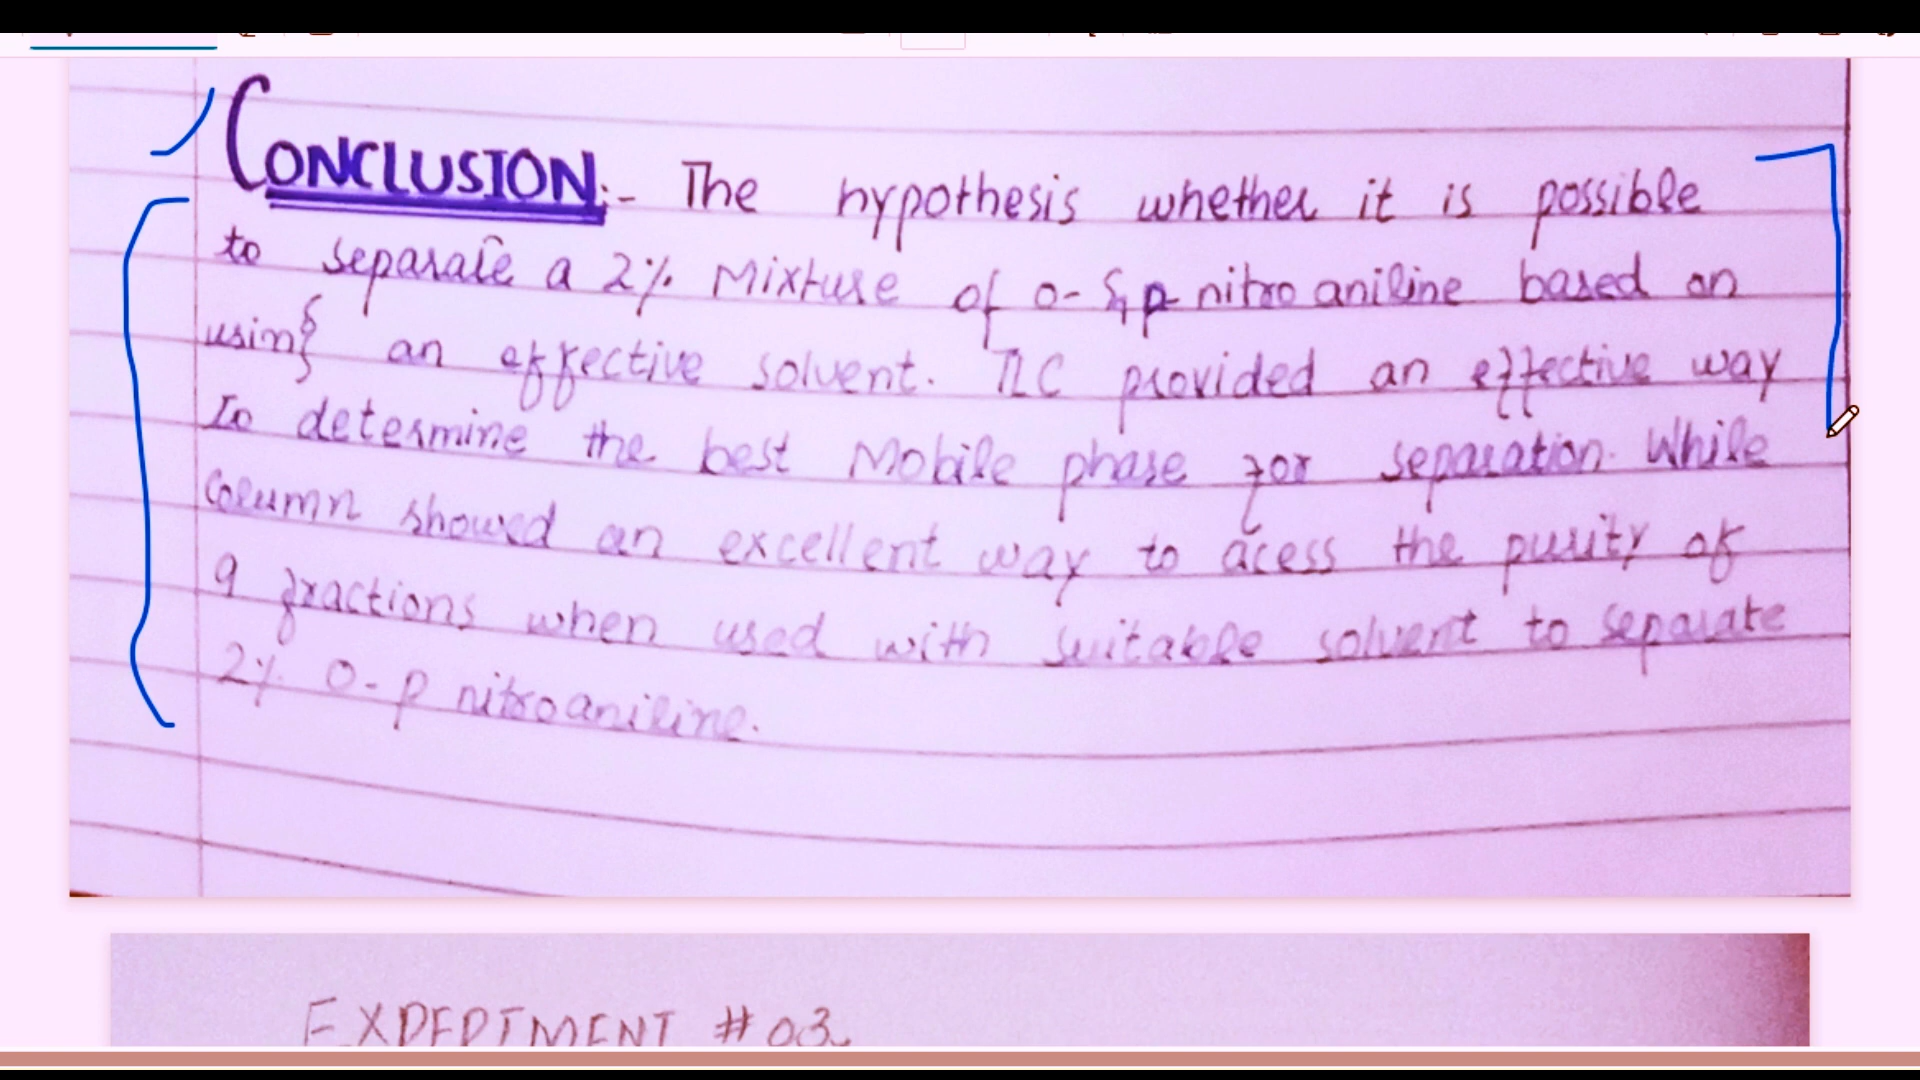 CONCLUSION:- The hypothesis whether it is possible
to separate a 2% Mixture of o- & p- nitro aniline based on
using an effective solvent. TLC provided an effective way
To determine the best Mobile phase for separation. While
column showed an excellent way to acess the purity of
9 fractions when used with suitable solvent to separate
2% o-p nitroaniline.
EXPERIMENT #03